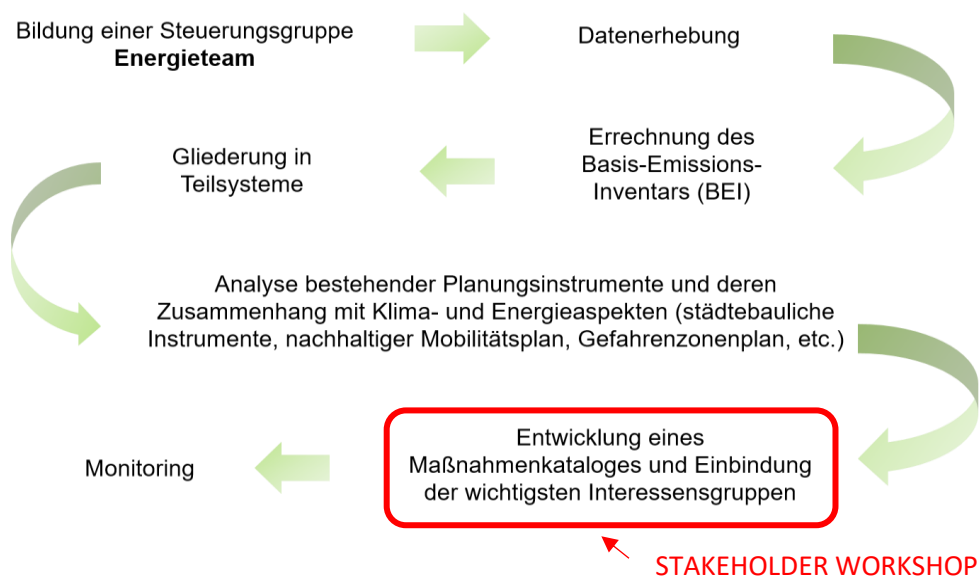 Bildung einer Steuerungsgruppe
Energieteam
Datenerhebung
Errechnung des
Basis-Emissions-
Inventars (BEI)
Gliederung in
Teilsysteme
Analyse bestehender Planungsinstrumente und deren
Zusammenhang mit Klima- und Energieaspekten (städtebauliche
Instrumente, nachhaltiger Mobilitätsplan, Gefahrenzonenplan, etc.)
Entwicklung eines
Maßnahmenkataloges und Einbindung
der wichtigsten Interessensgruppen
Monitoring
STAKEHOLDER WORKSHOP